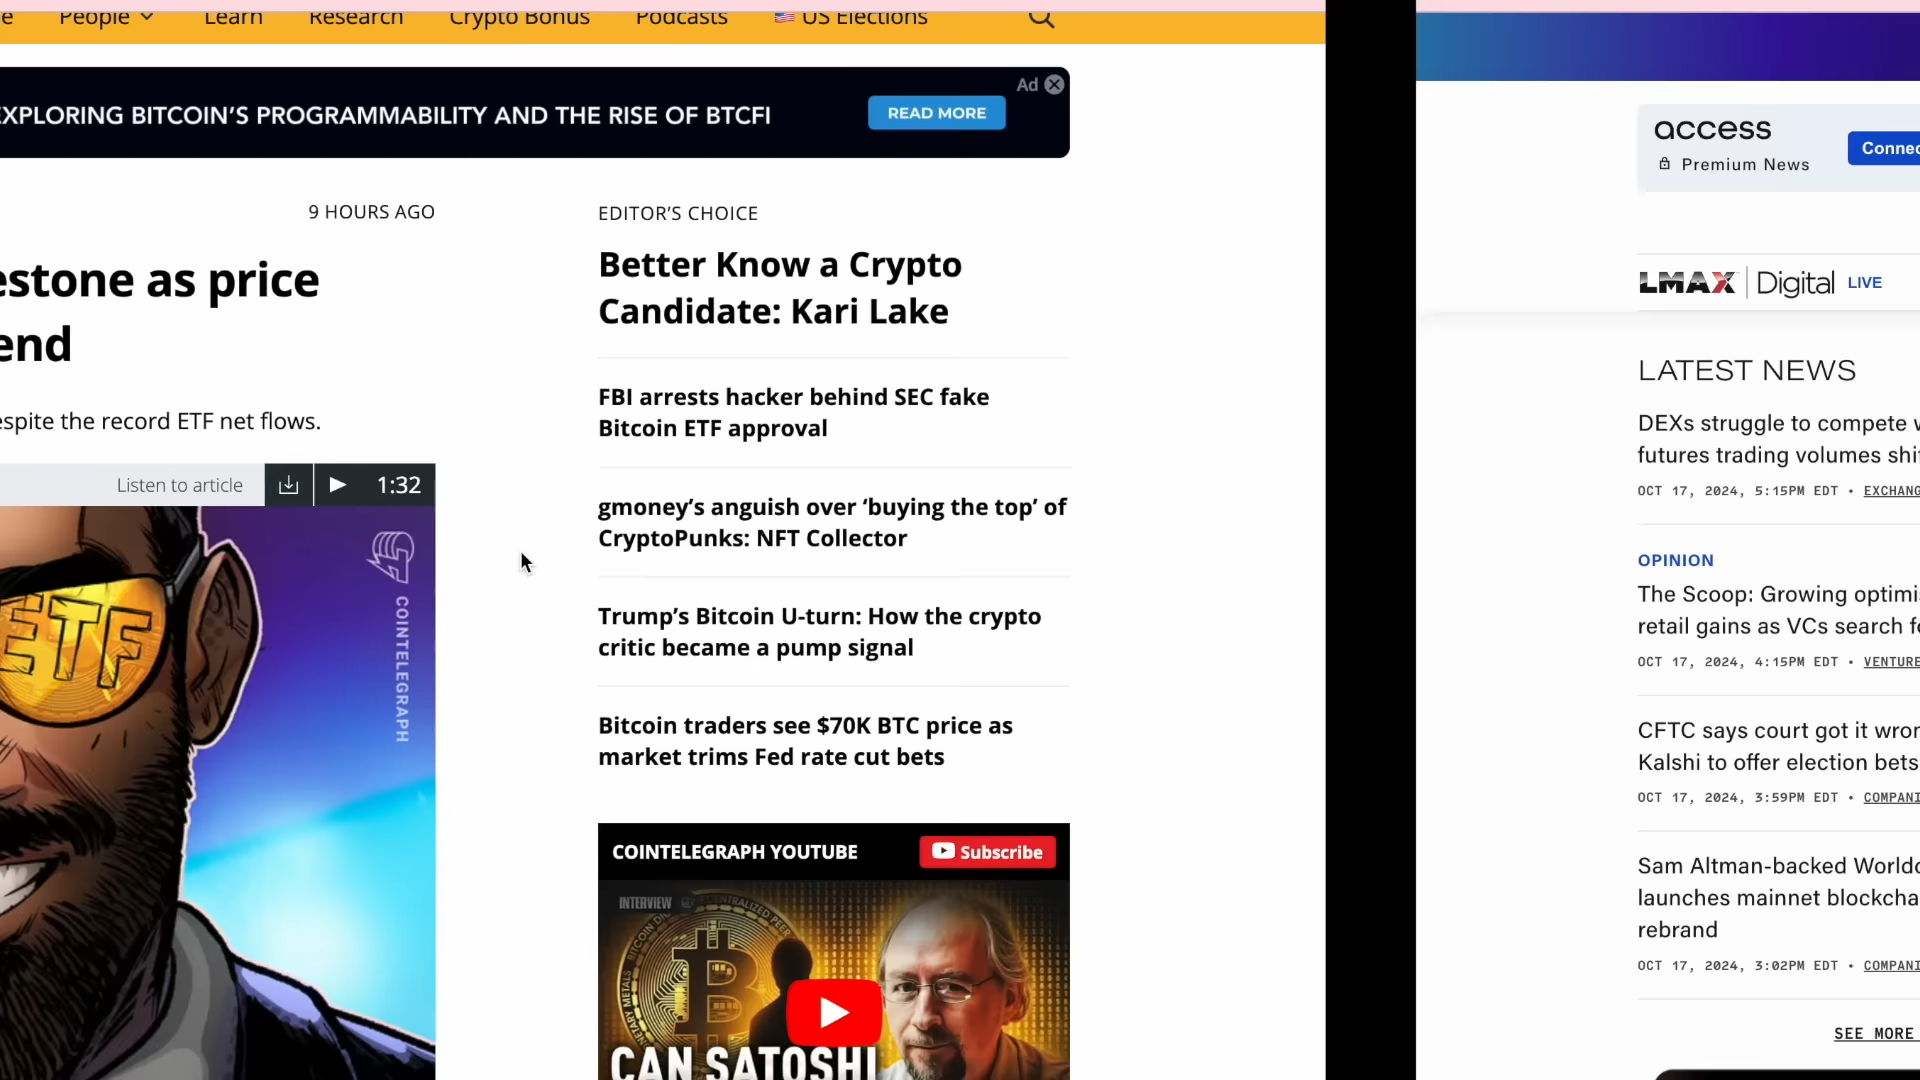 People
Learn
Research
Crypto Bonus
Podcasts
US Elections
EXPLORING BITCOIN'S PROGRAMMABILITY AND THE RISE OF BTCFI
READ MORE
Ad
9 HOURS AGO
estone as price
end
espite the record ETF net flows.
Listen to article
1:32
ETF
COINTELEGRAPH
EDITOR'S CHOICE
Better Know a Crypto
Candidate: Kari Lake
FBI arrests hacker behind SEC fake
Bitcoin ETF approval
gmoney's anguish over ‘buying the top’ of
CryptoPunks: NFT Collector
Trump's Bitcoin U-turn: How the crypto
critic became a pump signal
Bitcoin traders see $70K BTC price as
market trims Fed rate cut bets
COINTELEGRAPH YOUTUBE
Subscribe
INTERVIEW
CAN SATOSHI
access
Premium News
Connec
LMAX Digital LIVE
LATEST NEWS
DEXs struggle to compete
futures trading volumes shi
OCT 17, 2024, 5:15PM EDT • EXCHANG
OPINION
The Scoop: Growing optimi
retail gains as VCs search f
OCT 17, 2024, 4:15PM EDT • VENTURE
CFTC says court got it wro
Kalshi to offer election bets
OCT 17, 2024, 3:59PM EDT • COMPANI
Sam Altman-backed World
launches mainnet blockcha
rebrand
OCT 17, 2024, 3:02PM EDT • COMPANI
SEE MORE